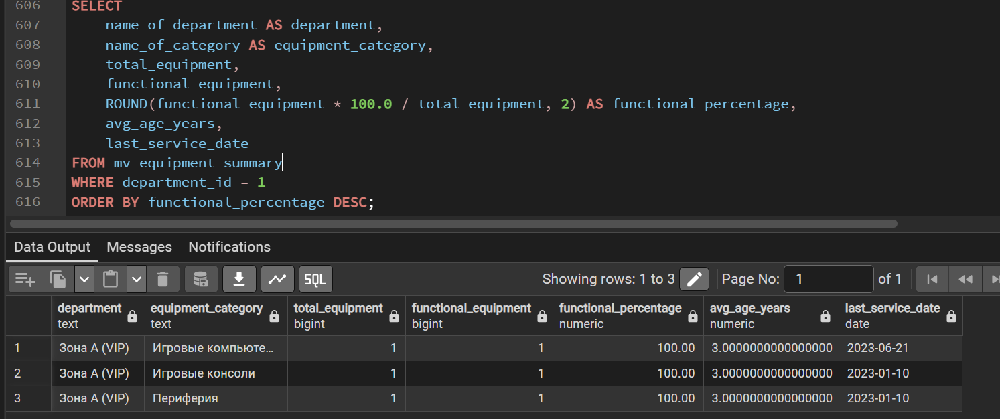 606 SELECT
607 name_of_department AS department,
608 name_of_category AS equipment_category,
609 total_equipment,
610 functional_equipment,
611 ROUND(functional_equipment * 100.0 / total_equipment, 2) AS functional_percentage,
612 avg_age_years,
613 last_service_date
614 FROM mv_equipment_summary
615 WHERE department_id = 1
616 ORDER BY functional_percentage DESC;
Data Output Messages Notifications
SQL Showing rows: 1 to 3 Page No: 1 of 1
department equipment_category total_equipment functional_equipment functional_percentage avg_age_years last_service_date
text text bigint bigint numeric numeric date
1 Зона A (VIP) Игровые компьюте… 1 1 100.00 3.0000000000000000 2023-06-21
2 Зона A (VIP) Игровые консоли 1 1 100.00 3.0000000000000000 2023-01-10
3 Зона A (VIP) Периферия 1 1 100.00 3.0000000000000000 2023-01-10